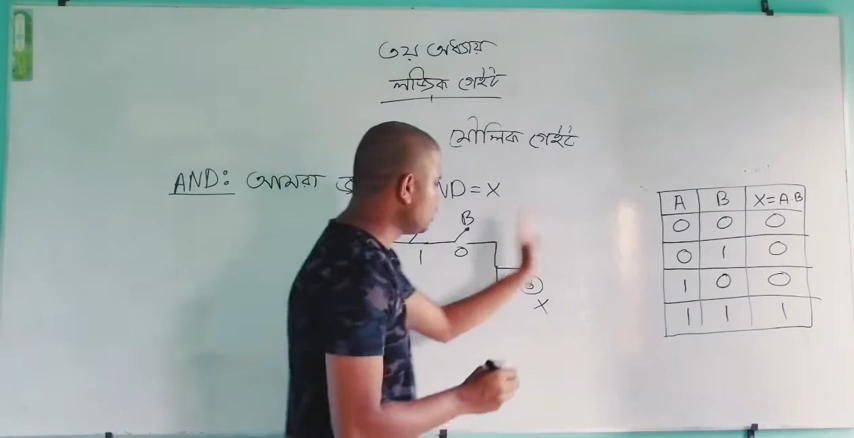 ৩য় অধ্যায়
লজিক গেইট
মৌলিক গেইট
AND: আমরা ND = X
B
1 0
X
A B X=A.B
0 0 0
0 1 0
1 0 0
1 1 1